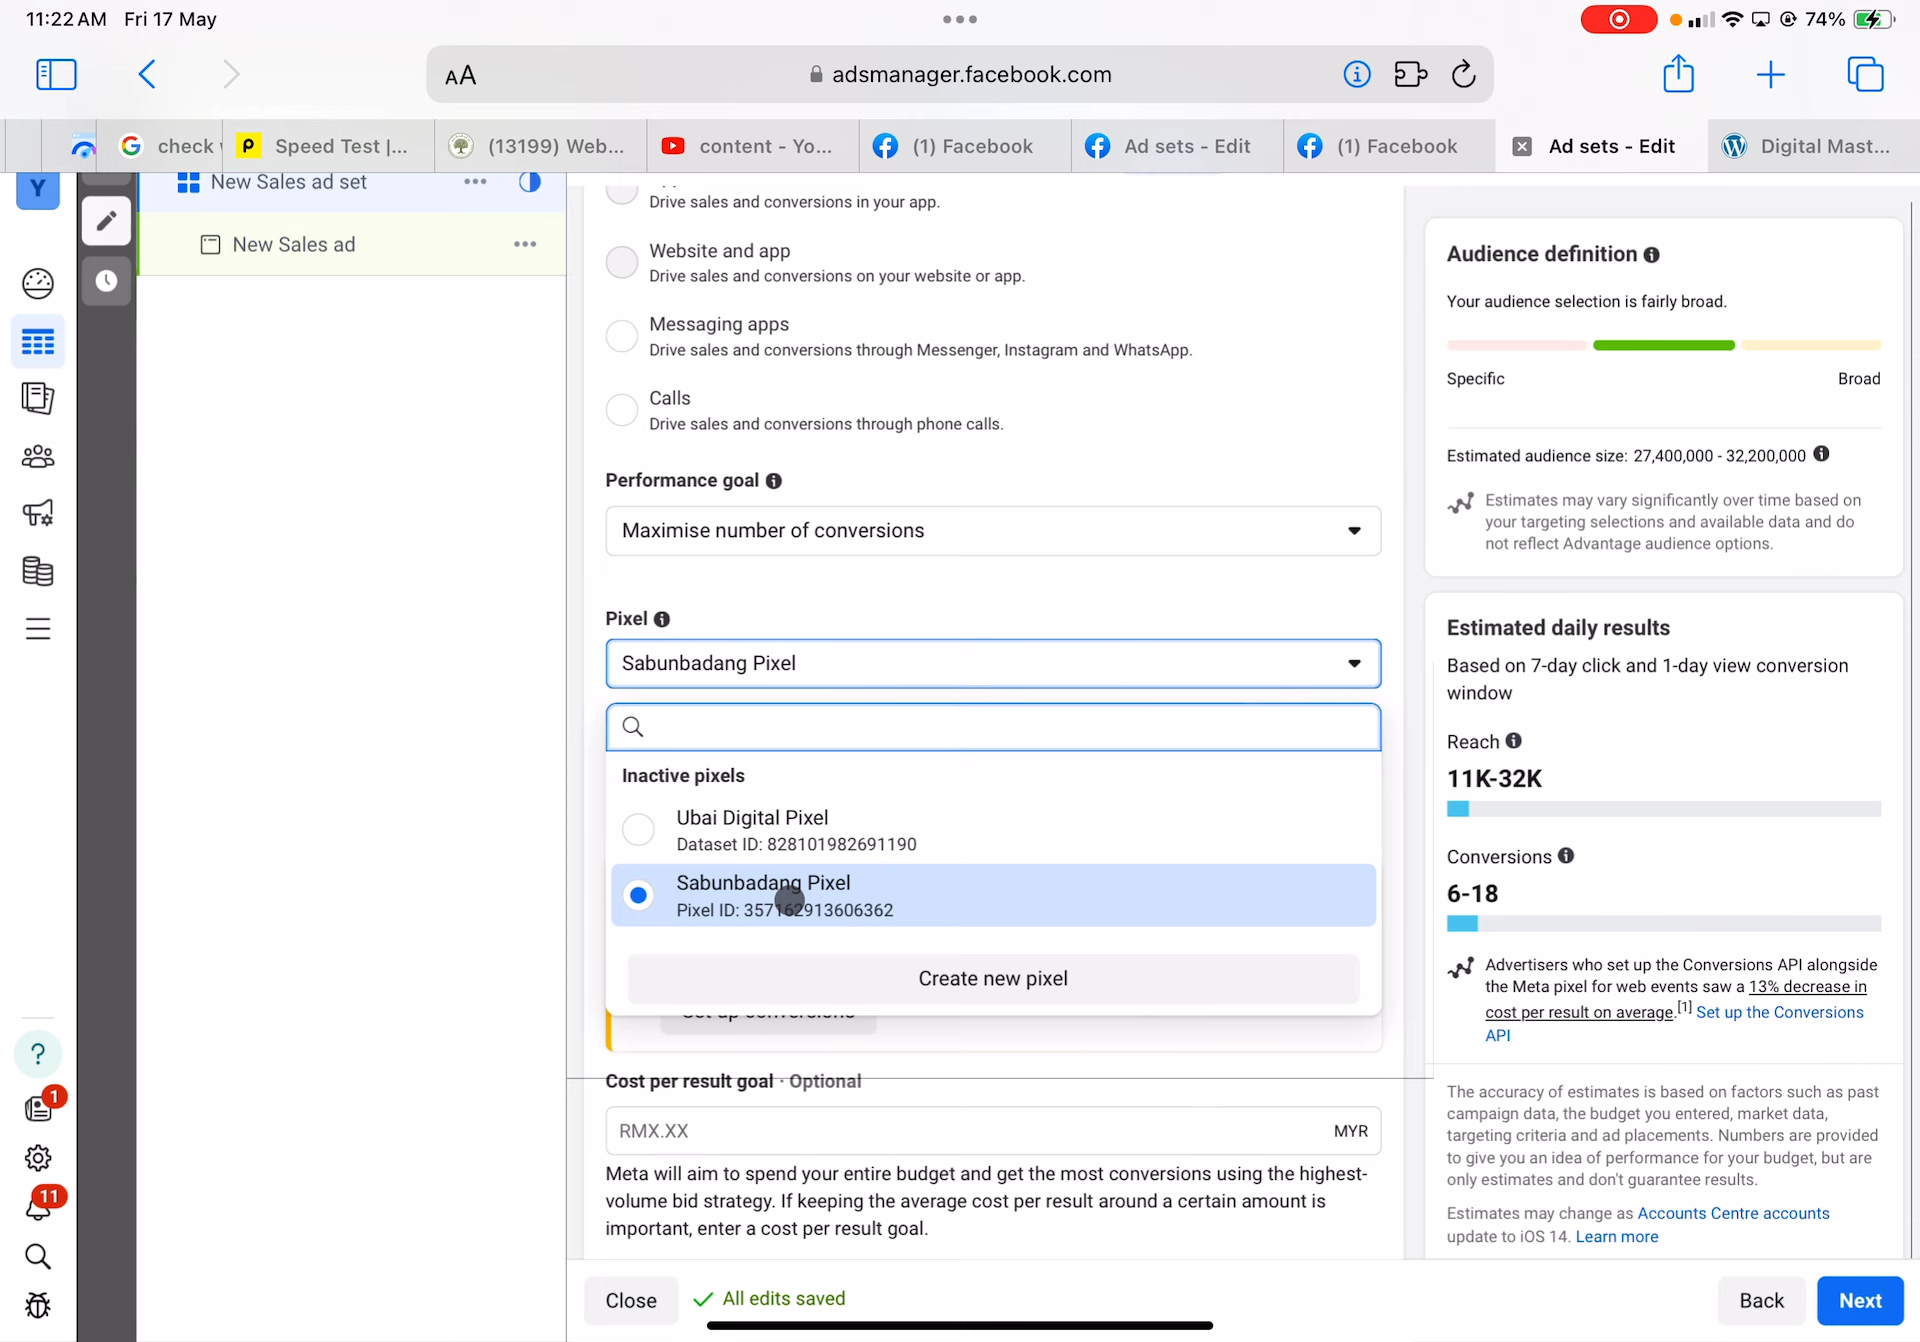 11:22 AM Fri 17 May
74%
AA
adsmanager.facebook.com
check
Speed Test |...
(13199) Web...
content - Yo...
(1) Facebook
Ad sets - Edit
(1) Facebook
Ad sets - Edit
Digital Mast...
Y
New Sales ad set
New Sales ad
1
11
Drive sales and conversions in your app.
Website and app
Drive sales and conversions on your website or app.
Messaging apps
Drive sales and conversions through Messenger, Instagram and WhatsApp.
Calls
Drive sales and conversions through phone calls.
Performance goal
Maximise number of conversions
Pixel
Sabunbadang Pixel
Inactive pixels
Ubai Digital Pixel
Dataset ID: 828101982691190
Sabunbadang Pixel
Pixel ID: 357162913606362
Create new pixel
Set up conversions
Cost per result goal · Optional
RMX.XX
MYR
Meta will aim to spend your entire budget and get the most conversions using the highest-
volume bid strategy. If keeping the average cost per result around a certain amount is
important, enter a cost per result goal.
Close
All edits saved
Back
Next
Audience definition
Your audience selection is fairly broad.
Specific
Broad
Estimated audience size: 27,400,000 - 32,200,000
Estimates may vary significantly over time based on
your targeting selections and available data and do
not reflect Advantage audience options.
Estimated daily results
Based on 7-day click and 1-day view conversion
window
Reach
11K-32K
Conversions
6-18
Advertisers who set up the Conversions API alongside
the Meta pixel for web events saw a 13% decrease in
cost per result on average.[1] Set up the Conversions
API
The accuracy of estimates is based on factors such as past
campaign data, the budget you entered, market data,
targeting criteria and ad placements. Numbers are provided
to give you an idea of performance for your budget, but are
only estimates and don't guarantee results.
Estimates may change as Accounts Centre accounts
update to iOS 14. Learn more